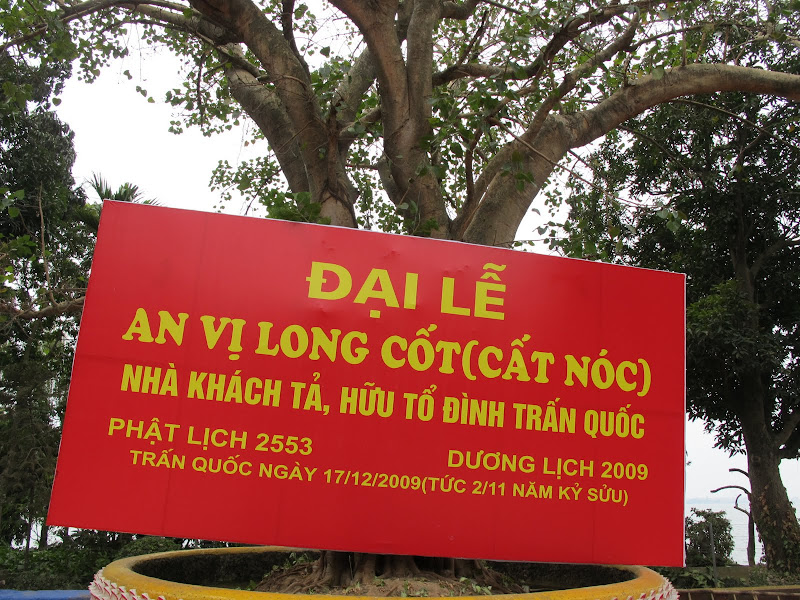 ĐẠI LỄ
AN VỊ LONG CỐT(CẤT NÓC)
NHÀ KHÁCH TẢ, HỮU TỔ ĐÌNH TRẤN QUỐC
PHẬT LỊCH 2553 DƯƠNG LỊCH 2009
TRẤN QUỐC NGÀY 17/12/2009(TỨC 2/11 NĂM KỶ SỬU)